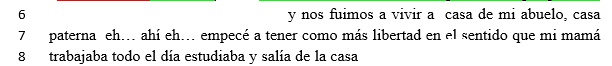 6 y nos fuimos a vivir a casa de mi abuelo, casa
7 paterna eh… ahí eh… empecé a tener como más libertad en el sentido que mi mamá
8 trabajaba todo el día estudiaba y salía de la casa